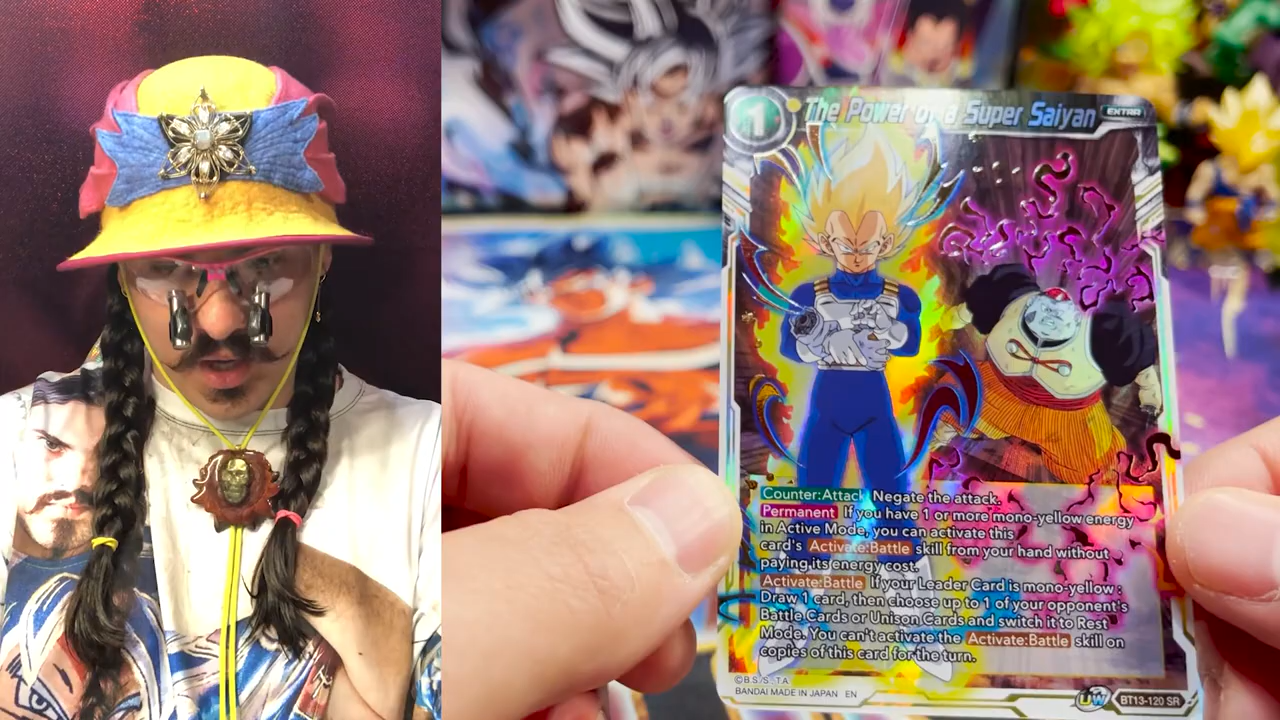 1
The Power of a Super Saiyan EXTRA
Counter:Attack Negate the attack.
Permanent If you have 1 or more mono-yellow energy
in Active Mode, you can activate this
card's Activate:Battle skill from your hand without
paying its energy cost.
Activate:Battle If your Leader Card is mono-yellow :
Draw 1 card, then choose up to 1 of your opponent's
Battle Cards or Unison Cards and switch it to Rest
Mode. You can't activate the Activate:Battle skill on
copies of this card for the turn.
©B.S./S.,T.A.
BANDAI MADE IN JAPAN EN
UW BT13-120 SR